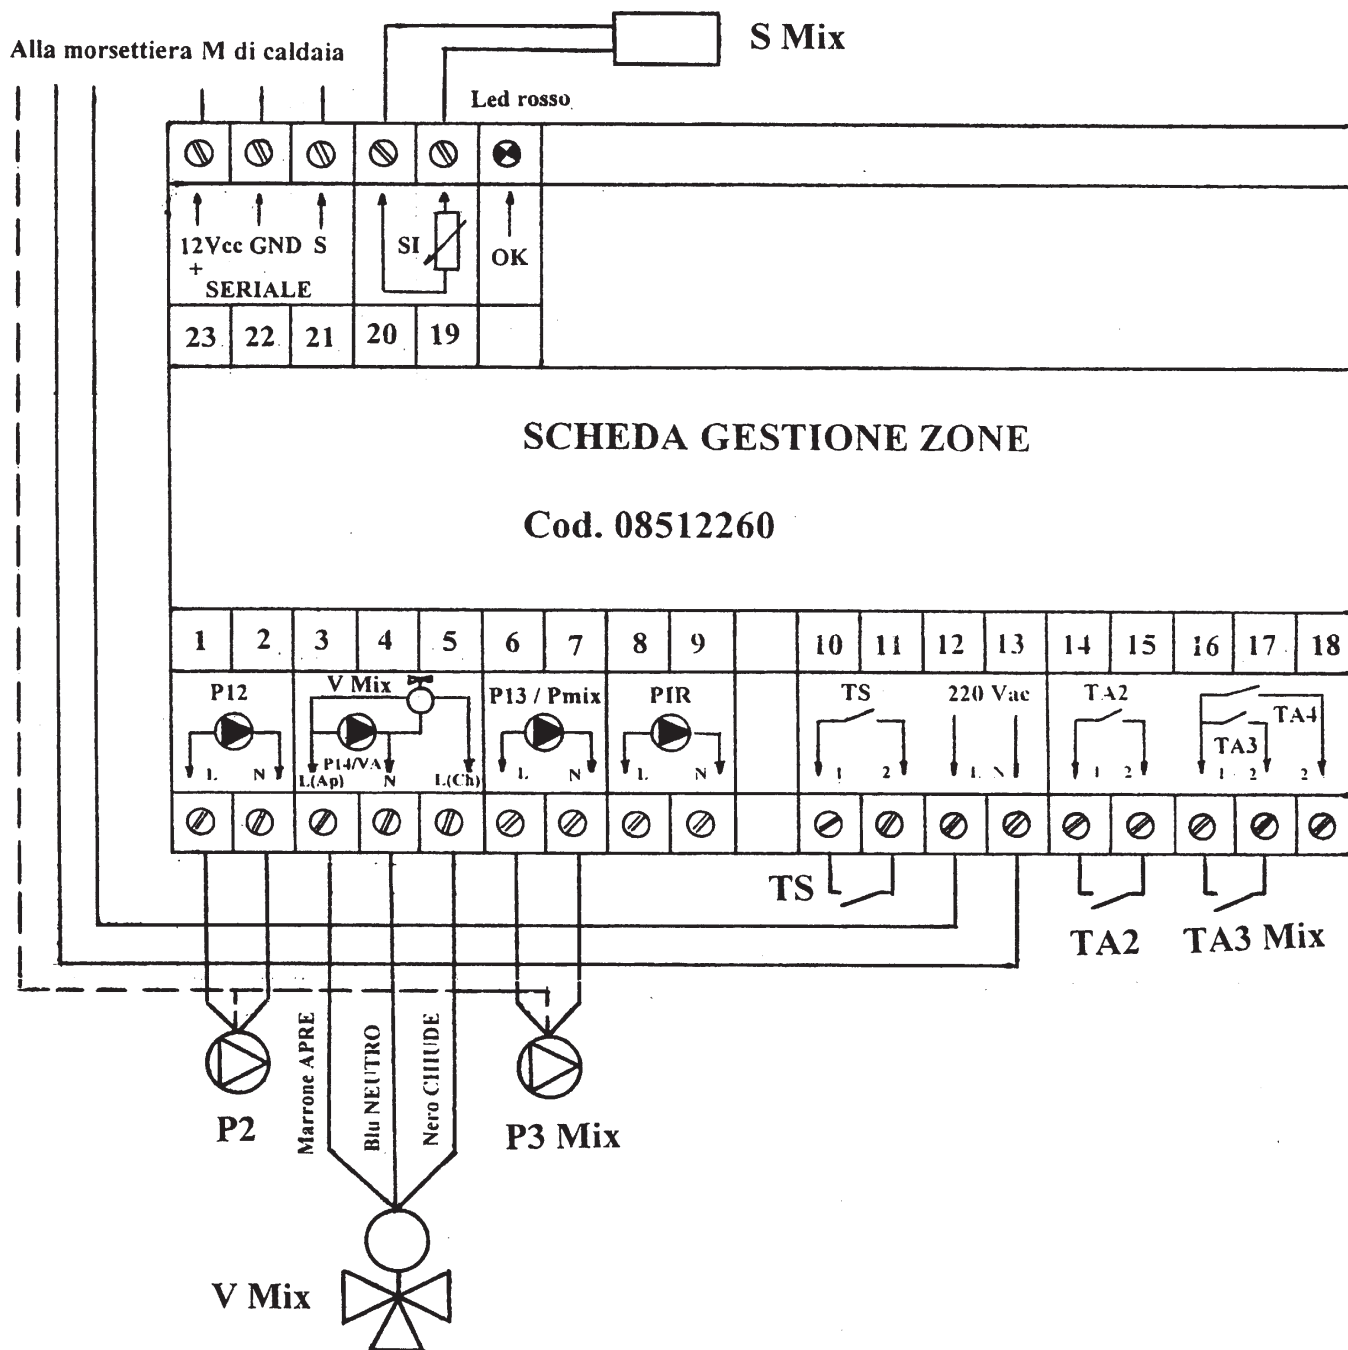 S Mix
Alla morsettiera M di caldaia
Led rosso
12Vcc GND S
+
SERIALE
SI
OK
23 22 21 20 19
SCHEDA GESTIONE ZONE
Cod. 08512260
1 2 3 4 5 6 7 8 9 10 11 12 13 14 15 16 17 18
P12
L N
V Mix
P14/VA
L(Ap) N L(Ch)
P13 / Pmix
L N
PIR
L N
TS
1 2
220 Vac
L N
TA2
1 2
TA4
TA3
1 2 2
TS
TA2
TA3 Mix
Marrone APRE
Blu NEUTRO
Nero CHIUDE
P2
P3 Mix
V Mix